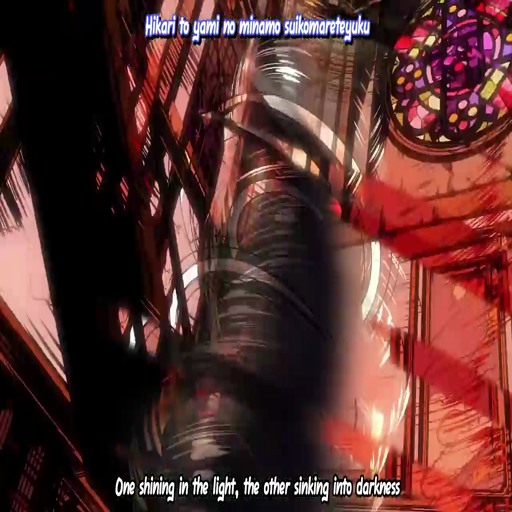 Hikari to yami no minamo suikomareteyuku
One shining in the light, the other sinking into darkness